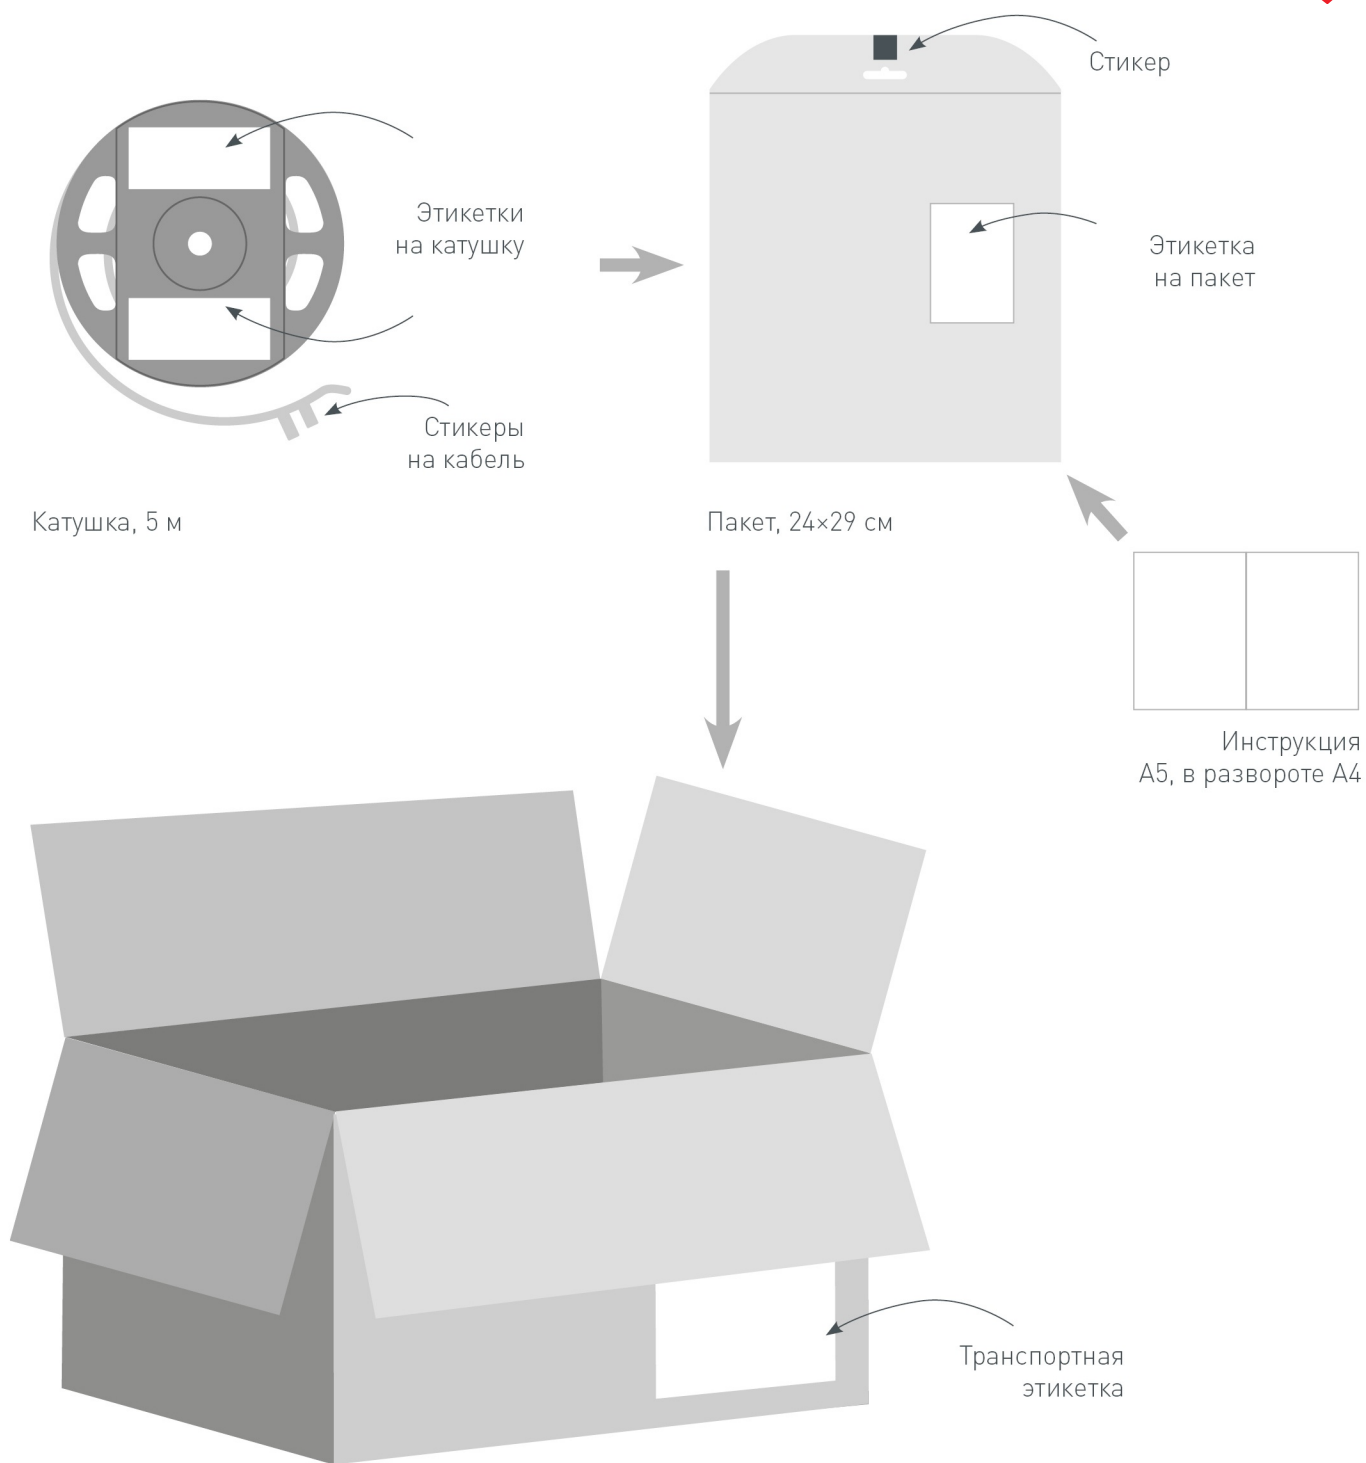 Стикер
Этикетки
на катушку
Этикетка
на пакет
Стикеры
на кабель
Катушка, 5 м
Пакет, 24×29 см
Инструкция
А5, в развороте А4
Транспортная
этикетка